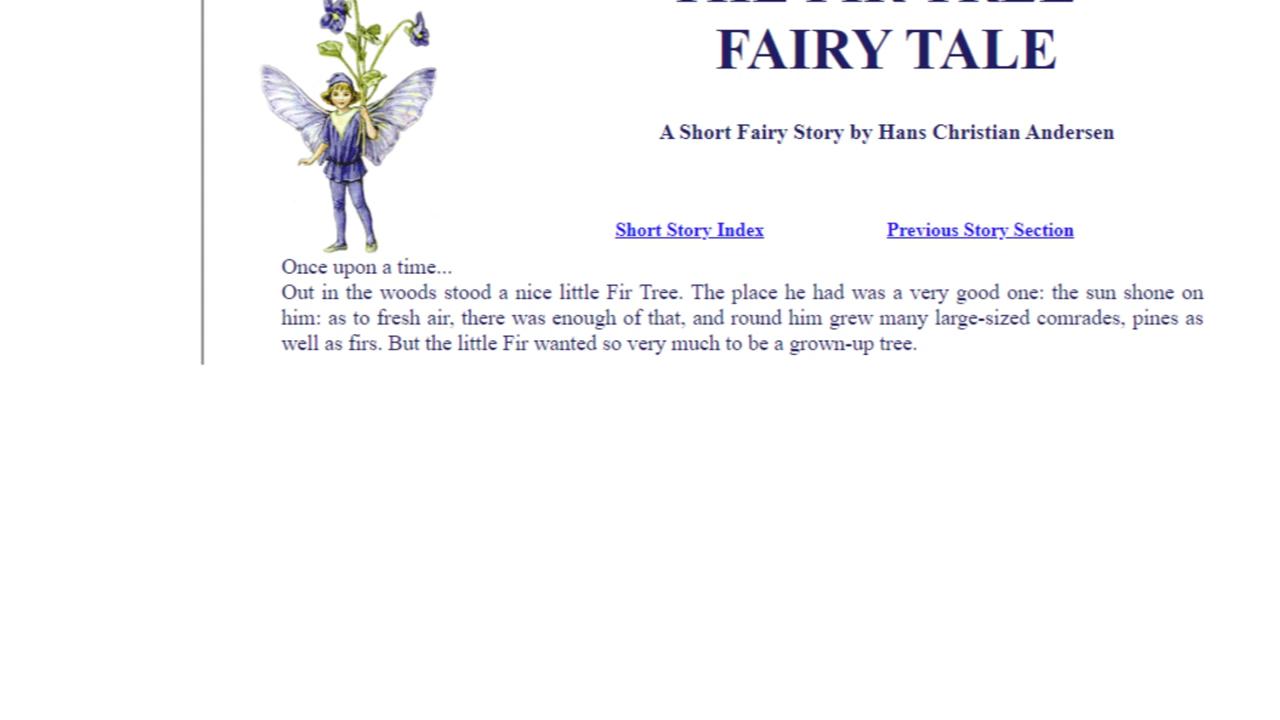 THE FIR TREE
FAIRY TALE
A Short Fairy Story by Hans Christian Andersen
Short Story Index
Previous Story Section
Once upon a time...
Out in the woods stood a nice little Fir Tree. The place he had was a very good one: the sun shone on
him: as to fresh air, there was enough of that, and round him grew many large-sized comrades, pines as
well as firs. But the little Fir wanted so very much to be a grown-up tree.